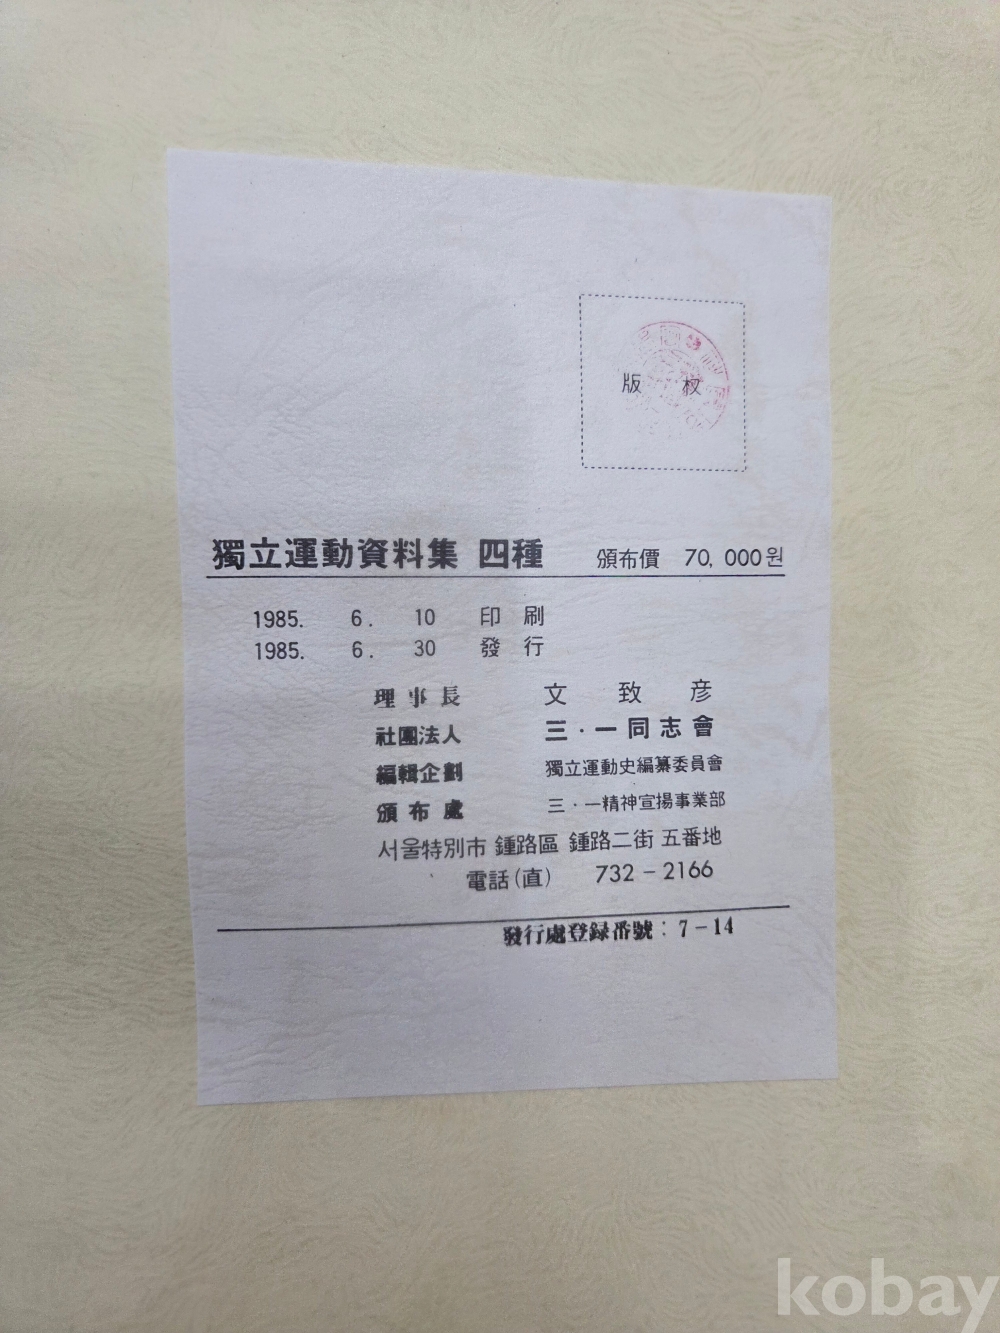 版 权
獨立運動資料集 四種 頒布價 70,000원
1985. 6. 10 印刷
1985. 6. 30 發行
理事長 文致彦
社團法人 三·一同志會
編輯企劃 獨立運動史編纂委員會
頒布處 三·一精神宣揚事業部
서울特別市 鍾路區 鍾路二街 五番地
電話(直) 732-2166
發行處登録番號: 7-14
kobay